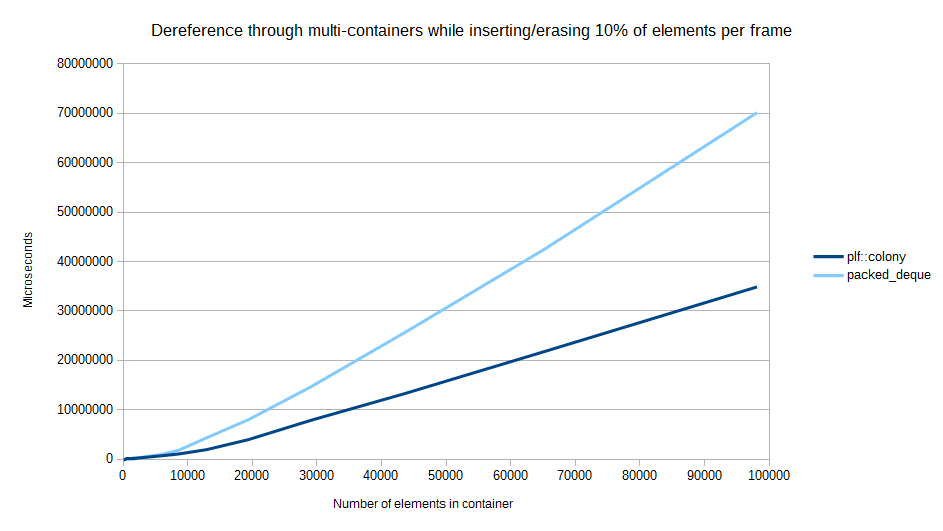 Dereference through multi-containers while inserting/erasing 10% of elements per frame
80000000
70000000
60000000
50000000
40000000
30000000
20000000
10000000
0
Microseconds
0 10000 20000 30000 40000 50000 60000 70000 80000 90000 100000
Number of elements in container
plf::colony
packed_deque